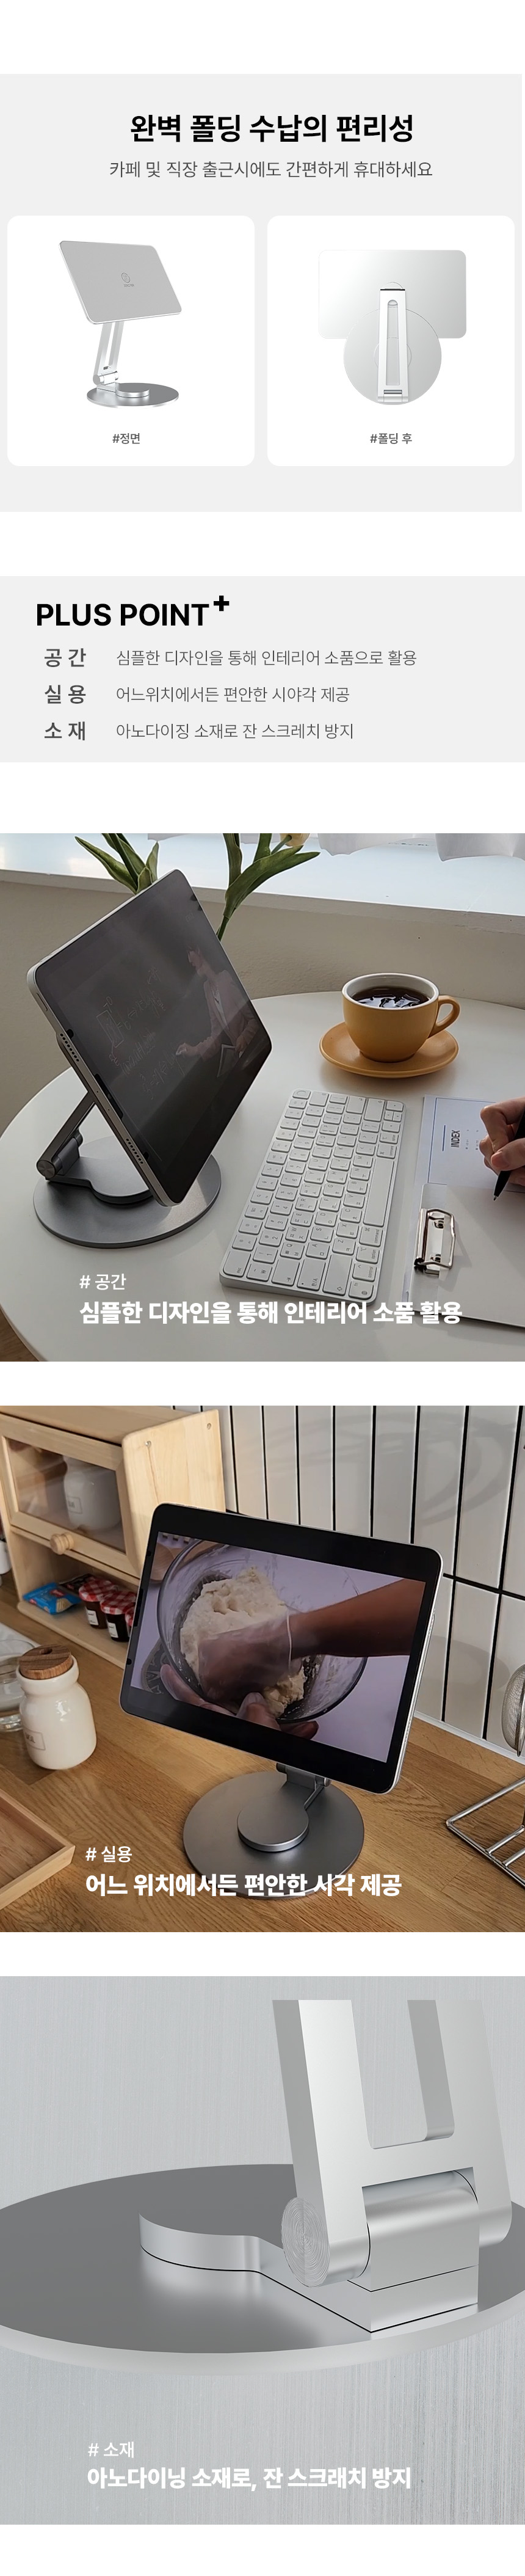 완벽 폴딩 수납의 편리성
카페 및 직장 출근시에도 간편하게 휴대하세요
#정면
#폴딩 후
PLUS POINT+
공 간 심플한 디자인을 통해 인테리어 소품으로 활용
실 용 어느위치에서든 편안한 시야각 제공
소 재 아노다이징 소재로 잔 스크레치 방지
INDEX
# 공간
심플한 디자인을 통해 인테리어 소품 활용
# 실용
어느 위치에서든 편안한 시각 제공
# 소재
아노다이닝 소재로, 잔 스크래치 방지